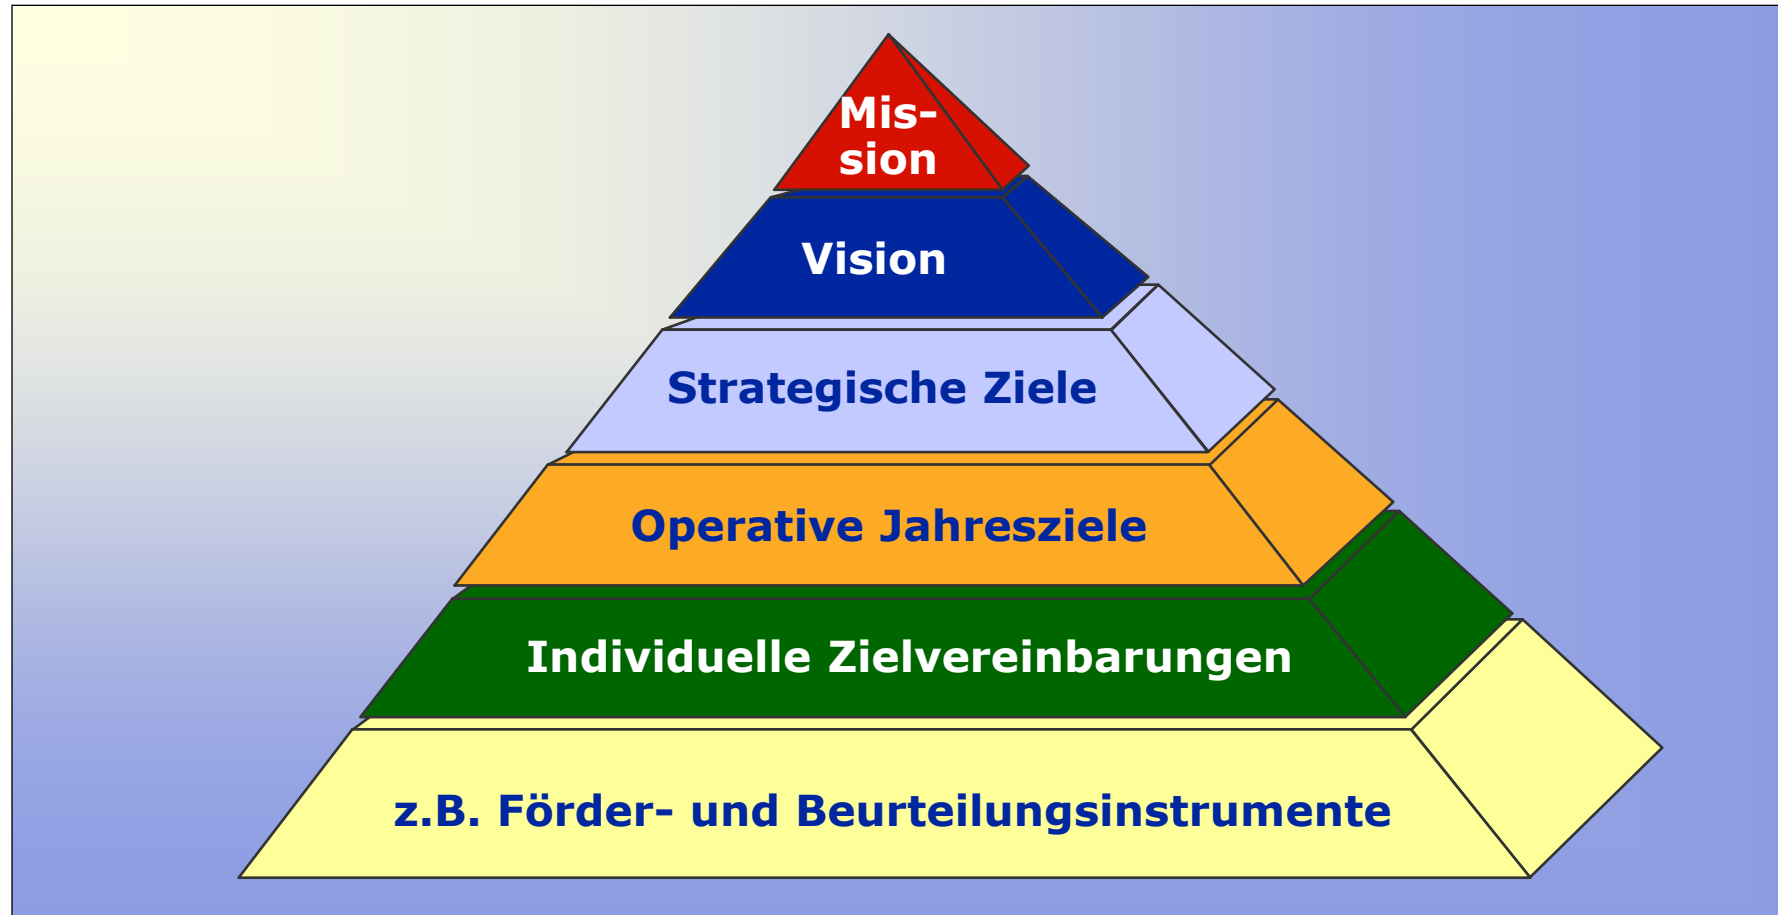 Mis-
sion
Vision
Strategische Ziele
Operative Jahresziele
Individuelle Zielvereinbarungen
z.B. Förder- und Beurteilungsinstrumente